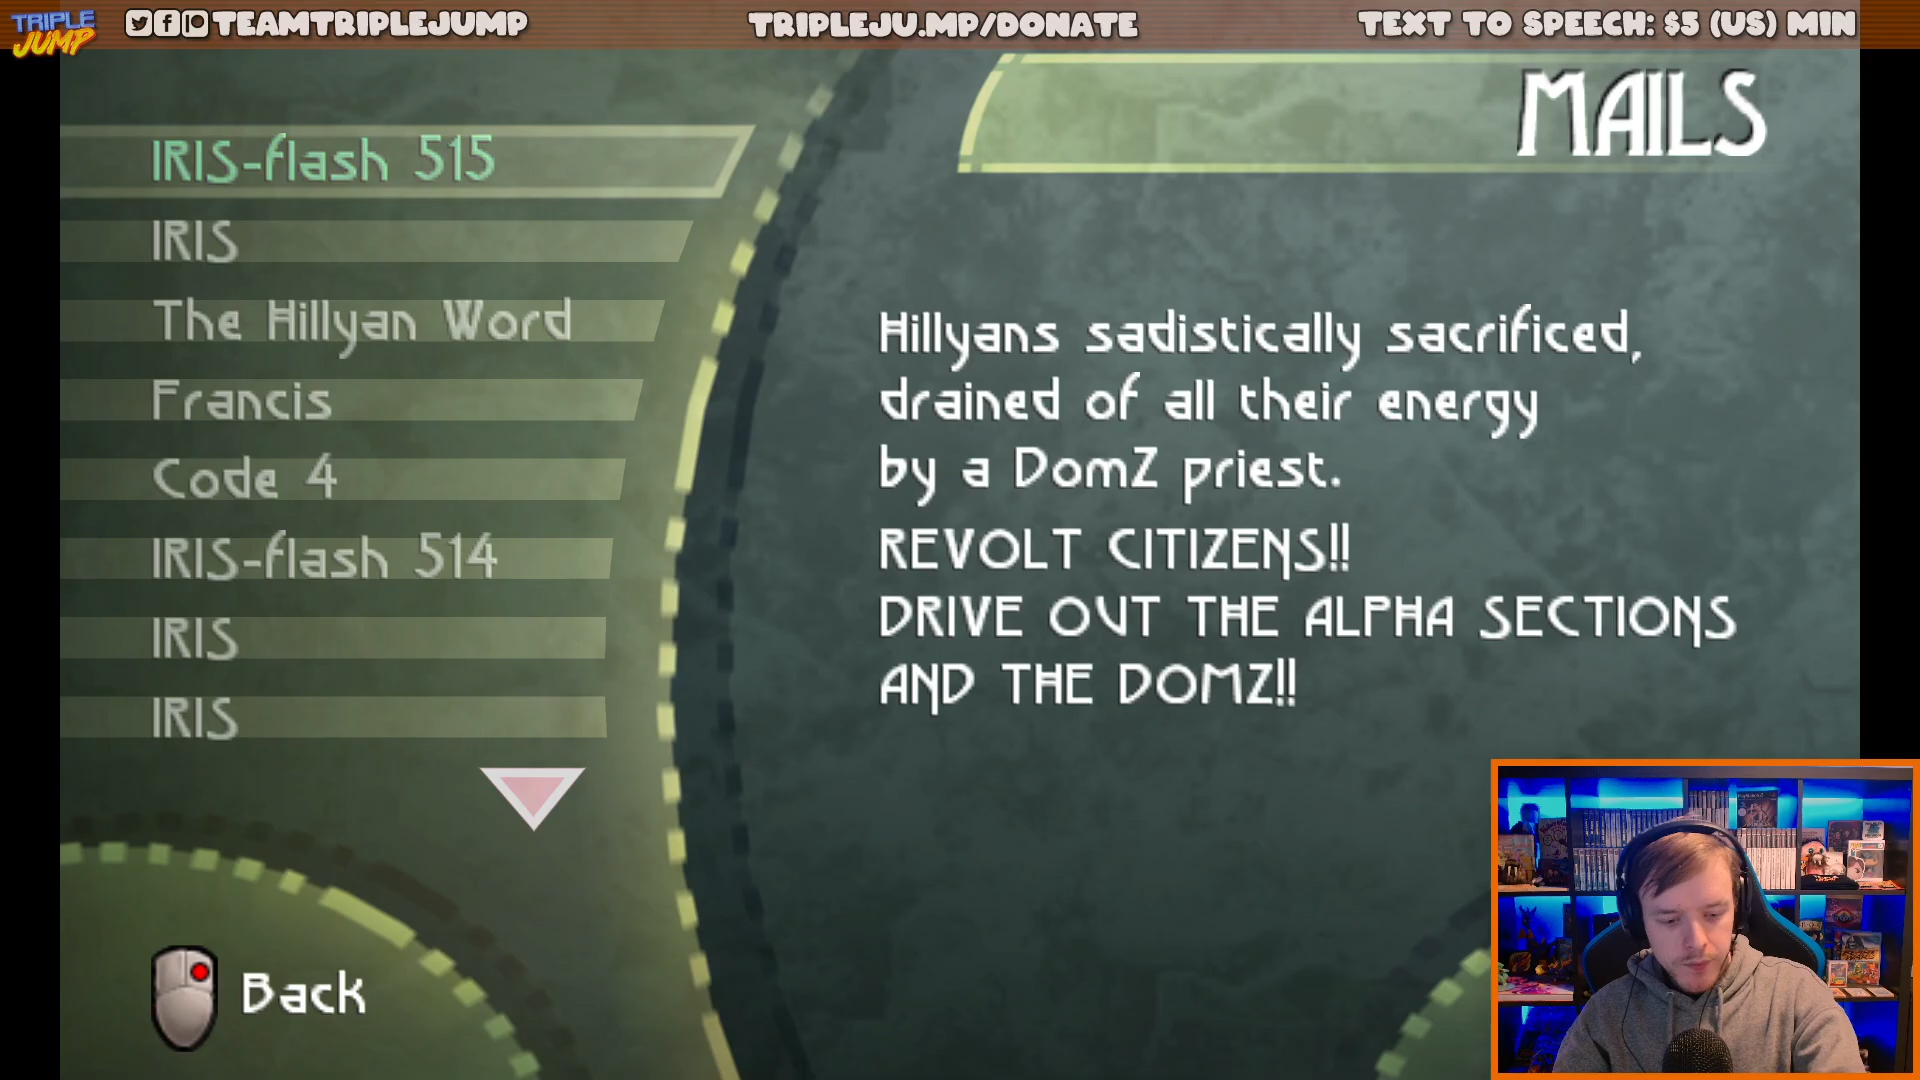 TRIPLE
JUMP
TEAMTRIPLEJUMP
TRIPLEJU.MP/DONATE
TEXT TO SPEECH: $5 (US) MIN
MAILS
IRIS-flash 515
IRIS
The Hillyan Word
Francis
Code 4
IRIS-flash 514
IRIS
IRIS
Hillyans sadistically sacrificed,
drained of all their energy
by a DomZ priest.
REVOLT CITIZENS!!
DRIVE OUT THE ALPHA SECTIONS
AND THE DOMZ!!
Back